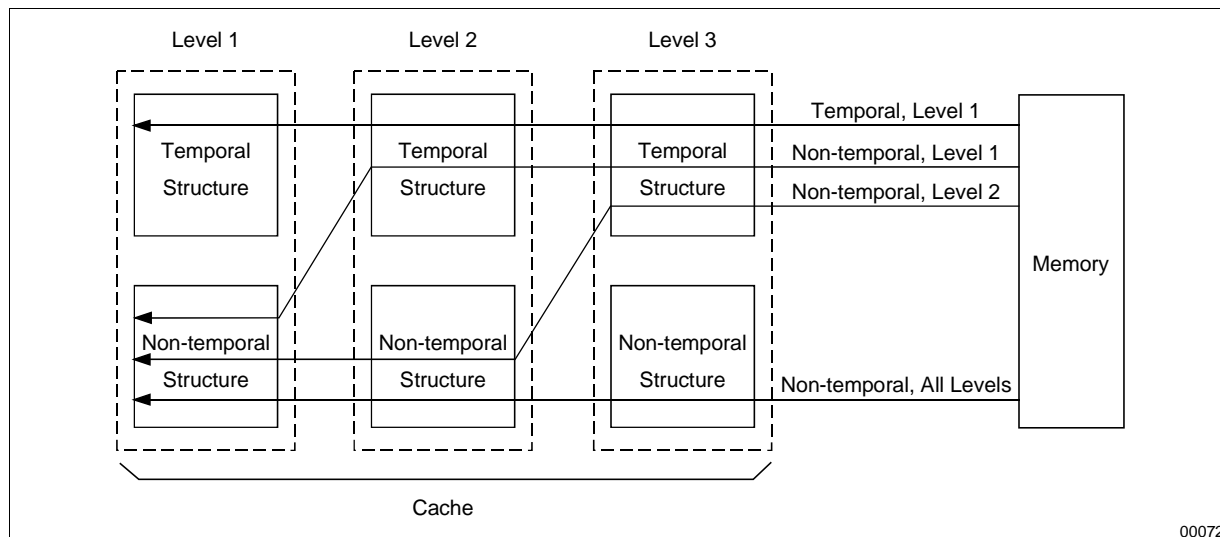 Level 1
Level 2
Level 3
Temporal, Level 1
Temporal
Structure
Temporal
Structure
Temporal
Structure
Non-temporal, Level 1
Non-temporal, Level 2
Memory
Non-temporal
Structure
Non-temporal
Structure
Non-temporal
Structure
Non-temporal, All Levels
Cache
00072